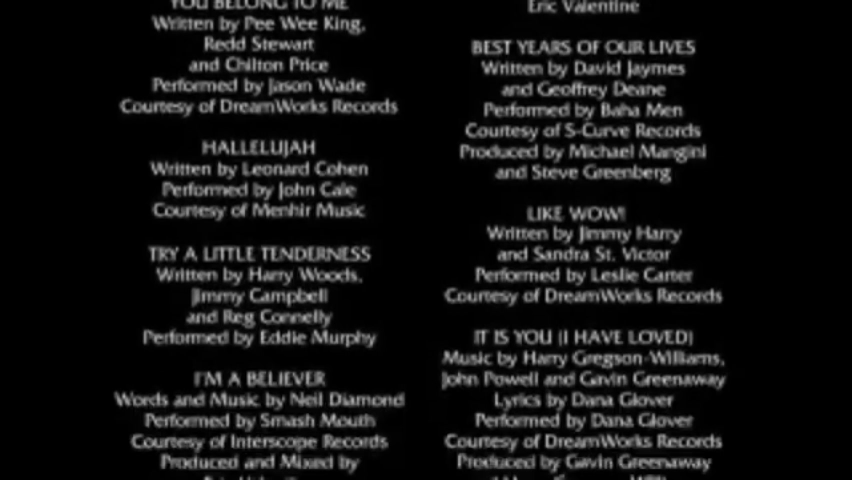 YOU BELONG TO ME
Written by Pee Wee King,
Redd Stewart
and Chilton Price
Performed by Jason Wade
Courtesy of DreamWorks Records
HALLELUJAH
Written by Leonard Cohen
Performed by John Cale
Courtesy of Menhir Music
TRY A LITTLE TENDERNESS
Written by Harry Woods,
Jimmy Campbell
and Reg Connelly
Performed by Eddie Murphy
I'M A BELIEVER
Words and Music by Neil Diamond
Performed by Smash Mouth
Courtesy of Interscope Records
Produced and Mixed by
Eric Valentine
BEST YEARS OF OUR LIVES
Written by David Jaymes
and Geoffrey Deane
Performed by Baha Men
Courtesy of S-Curve Records
Produced by Michael Mangini
and Steve Greenberg
LIKE WOW!
Written by Jimmy Harry
and Sandra St. Victor
Performed by Leslie Carter
Courtesy of DreamWorks Records
IT IS YOU (I HAVE LOVED)
Music by Harry Gregson-Williams,
John Powell and Gavin Greenaway
Lyrics by Dana Glover
Performed by Dana Glover
Courtesy of DreamWorks Records
Produced by Gavin Greenaway